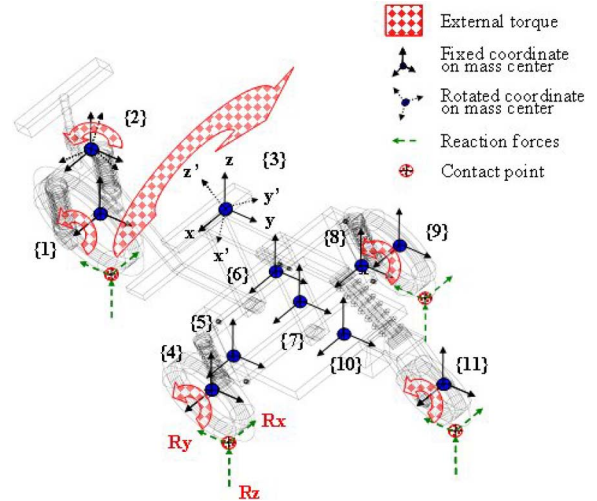 External torque
Fixed coordinate
on mass center
Rotated coordinate
on mass center
Reaction forces
Contact point
{2}
{3}
z
z'
y'
y
x
x'
{1}
{6}
{8}
{9}
{5}
{7}
{4}
{10}
{11}
Rx
Ry
Rz